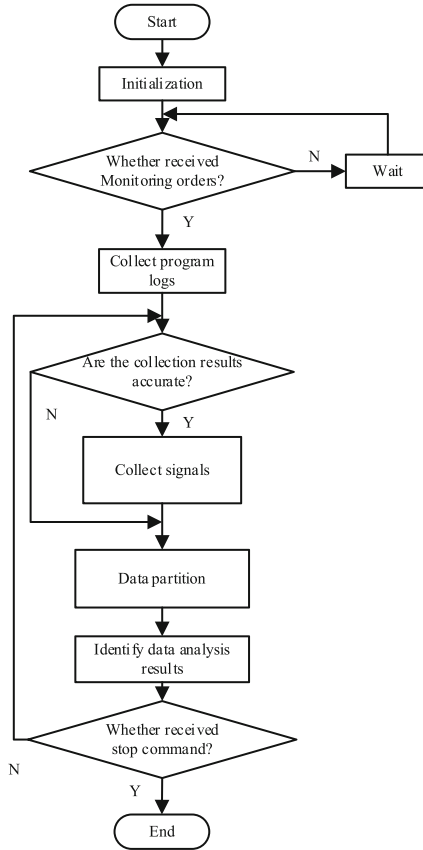 Start
Initialization
Whether received
Monitoring orders?
N
Wait
Y
Collect program
logs
Are the collection results
accurate?
N
Y
Collect signals
Data partition
Identify data analysis
results
Whether received
stop command?
N
Y
End